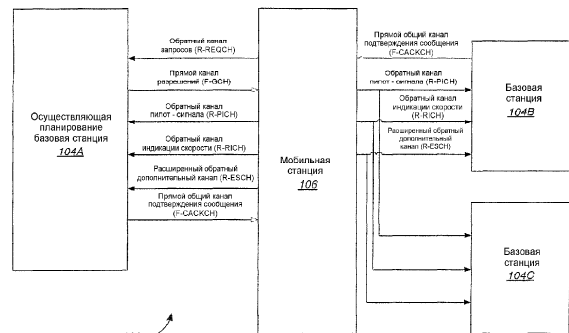 Осуществляющая
планирование
базовая станция
104A
Обратный канал
запросов (R-REQCH)
Прямой канал
разрешений (F-GCH)
Обратный канал
пилот - сигнала (R-PICH)
Обратный канал
индикации скорости (R-RICH)
Расширенный обратный
дополнительный канал (R-ESCH)
Прямой общий канал
подтверждения сообщения
(F-CACKCH)
Мобильная
станция
106
Прямой общий канал
подтверждения сообщения
(F-CACKCH)
Обратный канал
пилот - сигнала (R-PICH)
Обратный канал
индикации скорости
(R-RICH)
Расширенный обратный
дополнительный
канал (R-ESCH)
Базовая
станция
104B
Базовая
станция
104C